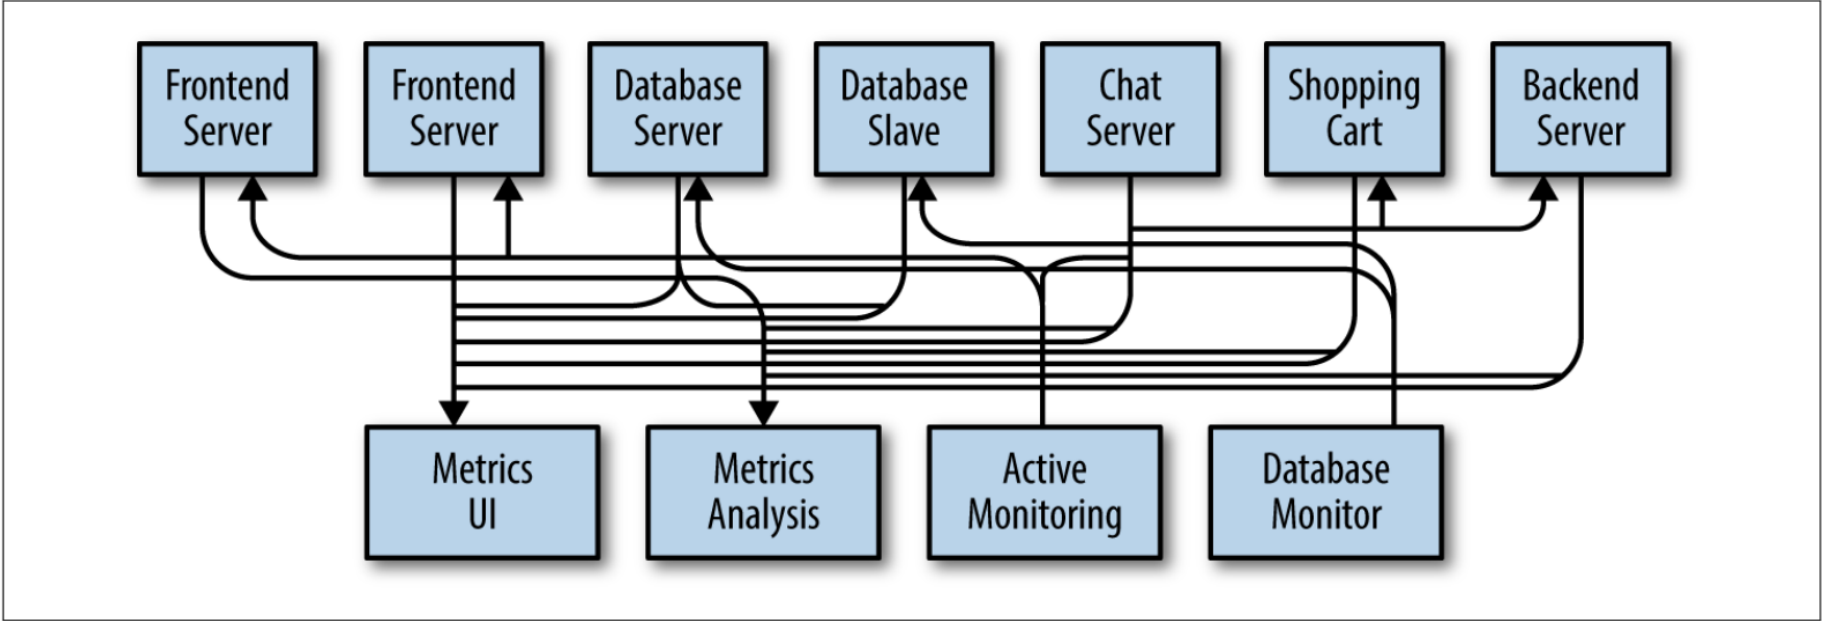 Frontend
Server
Frontend
Server
Database
Server
Database
Slave
Chat
Server
Shopping
Cart
Backend
Server
Metrics
UI
Metrics
Analysis
Active
Monitoring
Database
Monitor